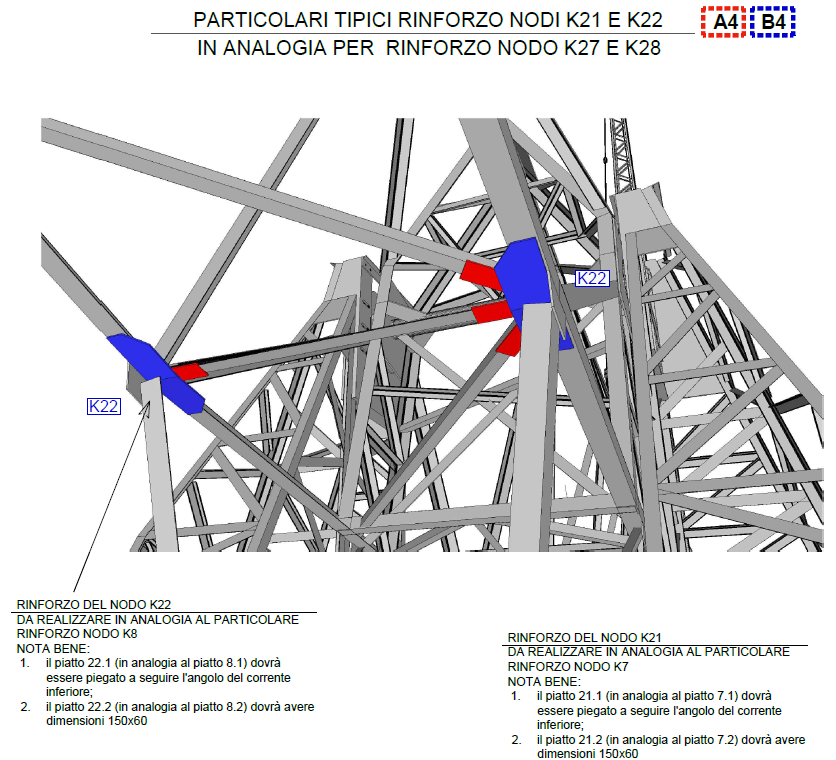 PARTICOLARI TIPICI RINFORZO NODI K21 E K22
A4 B4
IN ANALOGIA PER RINFORZO NODO K27 E K28
K22
K22
RINFORZO DEL NODO K22
DA REALIZZARE IN ANALOGIA AL PARTICOLARE
RINFORZO NODO K8
NOTA BENE:
1. il piatto 22.1 (in analogia al piatto 8.1) dovrà
essere piegato a seguire l'angolo del corrente
inferiore;
2. il piatto 22.2 (in analogia al piatto 8.2) dovrà avere
dimensioni 150x60
RINFORZO DEL NODO K21
DA REALIZZARE IN ANALOGIA AL PARTICOLARE
RINFORZO NODO K7
NOTA BENE:
1. il piatto 21.1 (in analogia al piatto 7.1) dovrà
essere piegato a seguire l'angolo del corrente
inferiore;
2. il piatto 21.2 (in analogia al piatto 7.2) dovrà avere
dimensioni 150x60